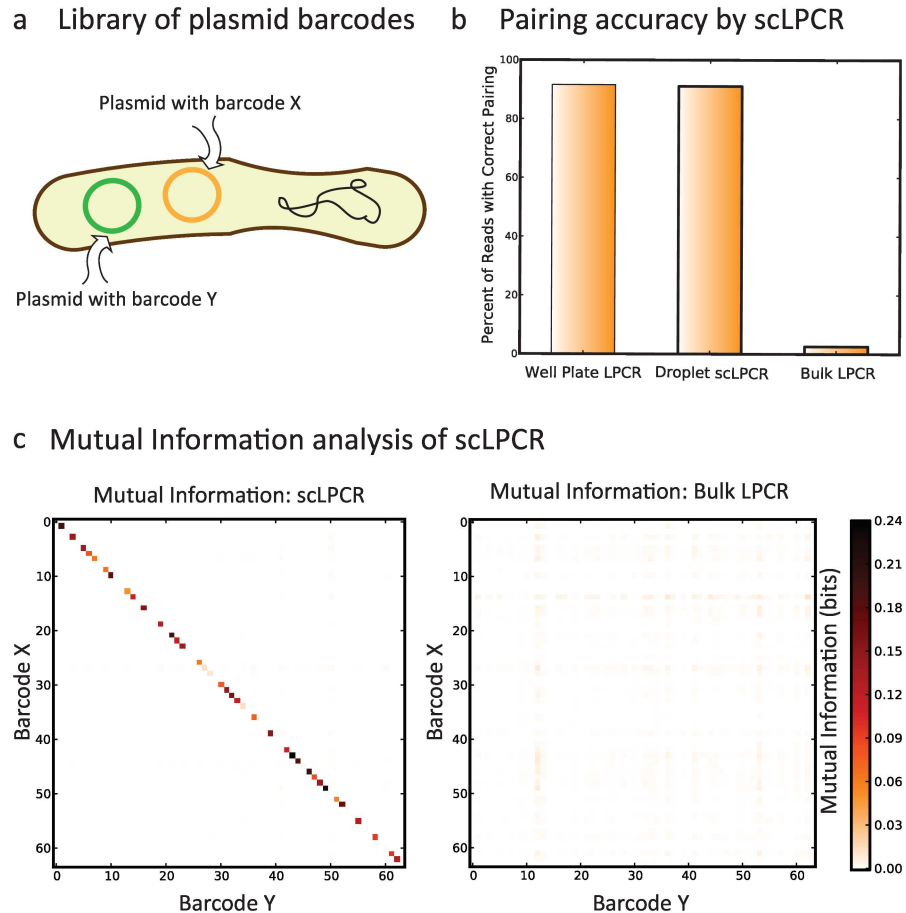 a Library of plasmid barcodes
Plasmid with barcode X
Plasmid with barcode Y
b Pairing accuracy by scLPCR
Percent of Reads with Correct Pairing
100
80
60
40
20
0
Well Plate LPCR Droplet scLPCR Bulk LPCR
c Mutual Information analysis of scLPCR
Mutual Information: scLPCR
Barcode X
0
10
20
30
40
50
60
0 10 20 30 40 50 60
Barcode Y
Mutual Information: Bulk LPCR
Barcode X
0
10
20
30
40
50
60
0 10 20 30 40 50 60
Barcode Y
Mutual Information (bits)
0.24
0.21
0.18
0.15
0.12
0.09
0.06
0.03
0.00